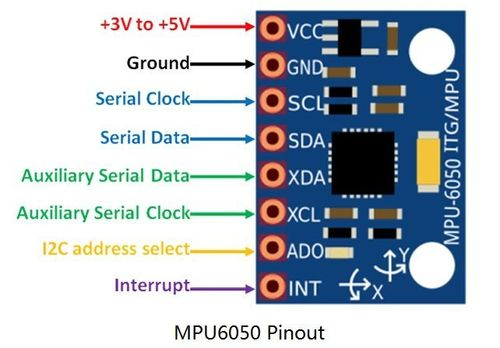 +3V to +5V VCC
Ground GND
Serial Clock SCL
Serial Data SDA
Auxiliary Serial Data XDA
Auxiliary Serial Clock XCL
I2C address select ADO
Interrupt INT
MPU-6050 ITG/MPU
Y
X
MPU6050 Pinout